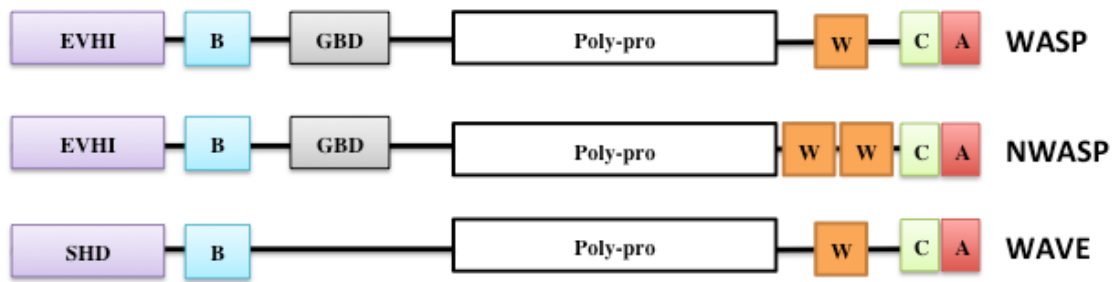 EVHI B GBD Poly-pro W C A WASP
EVHI B GBD Poly-pro W W C A NWASP
SHD B Poly-pro W C A WAVE